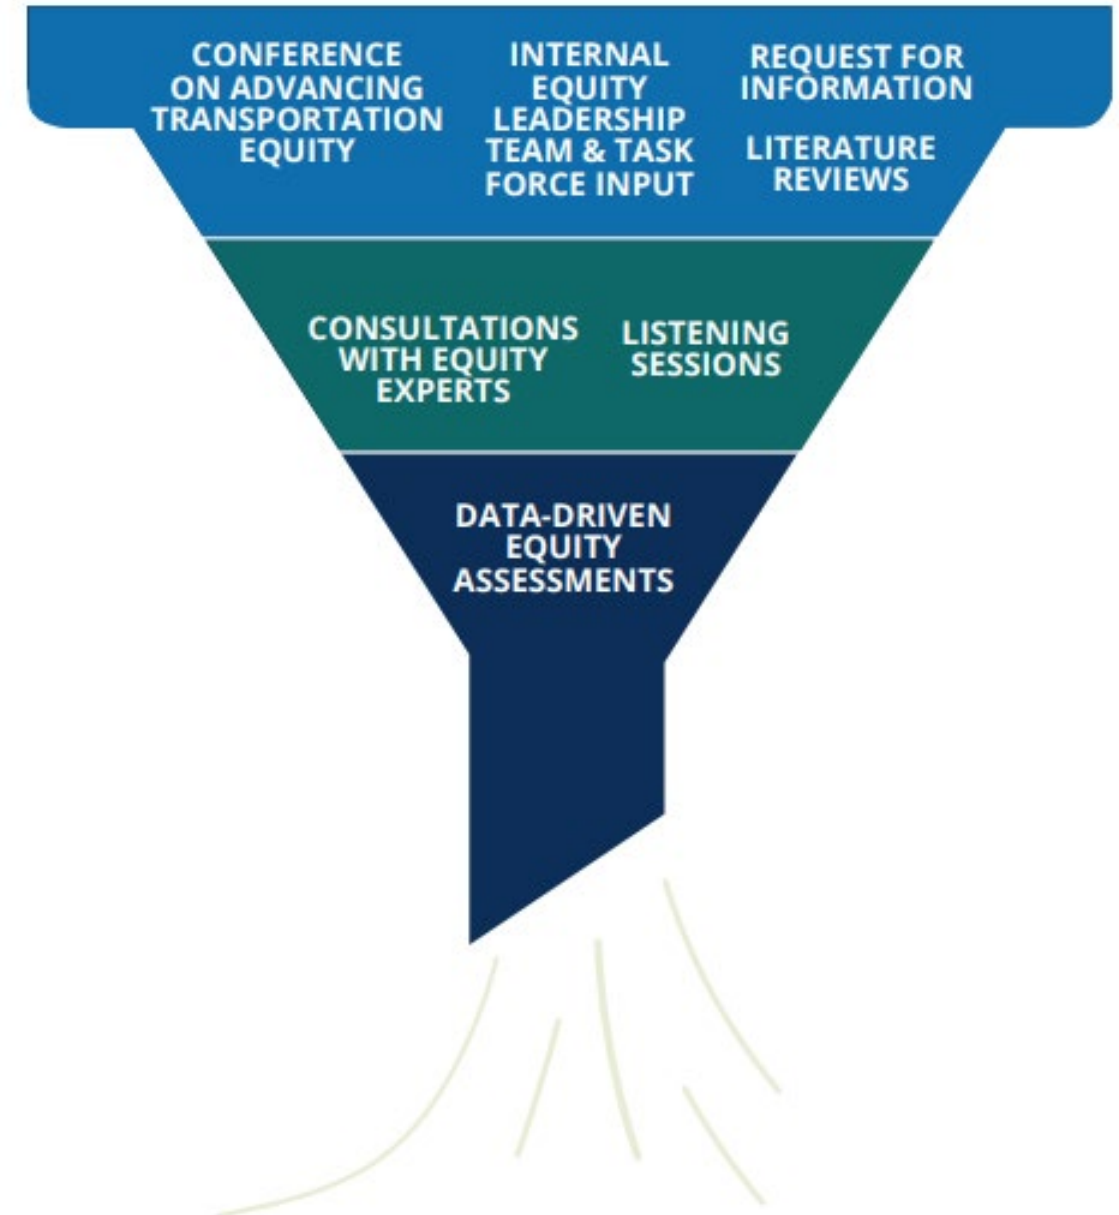 CONFERENCE
ON ADVANCING
TRANSPORTATION
EQUITY
INTERNAL
EQUITY
LEADERSHIP
TEAM & TASK
FORCE INPUT
REQUEST FOR
INFORMATION
LITERATURE
REVIEWS
CONSULTATIONS
WITH EQUITY
EXPERTS
LISTENING
SESSIONS
DATA-DRIVEN
EQUITY
ASSESSMENTS